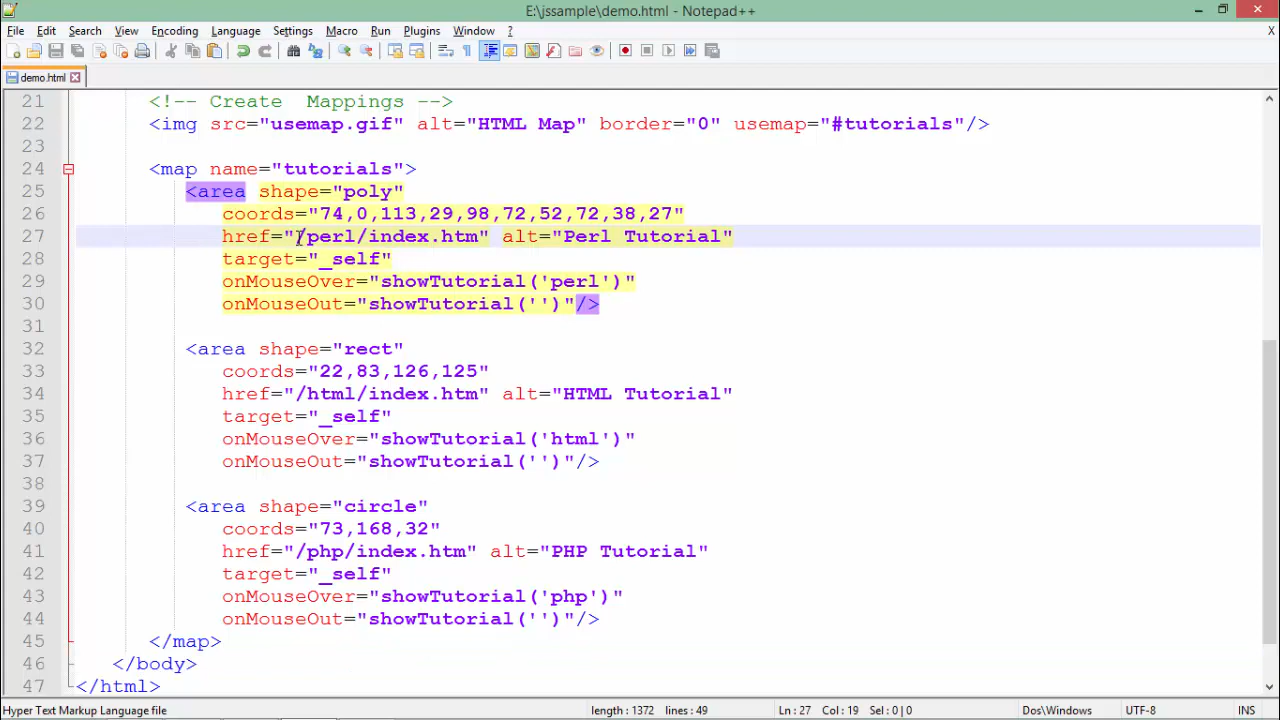 E:\jssample\demo.html - Notepad++
File Edit Search View Encoding Language Settings Macro Run Plugins Window ? X
demo.html
21 <!-- Create  Mappings -->
22 <img src="usemap.gif" alt="HTML Map" border="0" usemap="#tutorials"/>
23
24 <map name="tutorials">
25 <area shape="poly"
26 coords="74,0,113,29,98,72,52,72,38,27"
27 href="/perl/index.htm" alt="Perl Tutorial"
28 target="_self"
29 onMouseOver="showTutorial('perl')"
30 onMouseOut="showTutorial('')"/>
31
32 <area shape="rect"
33 coords="22,83,126,125"
34 href="/html/index.htm" alt="HTML Tutorial"
35 target="_self"
36 onMouseOver="showTutorial('html')"
37 onMouseOut="showTutorial('')"/>
38
39 <area shape="circle"
40 coords="73,168,32"
41 href="/php/index.htm" alt="PHP Tutorial"
42 target="_self"
43 onMouseOver="showTutorial('php')"
44 onMouseOut="showTutorial('')"/>
45 </map>
46 </body>
47 </html>
Hyper Text Markup Language file length : 1372 lines : 49 Ln : 27 Col : 19 Sel : 0 | 0 Dos\Windows UTF-8 INS